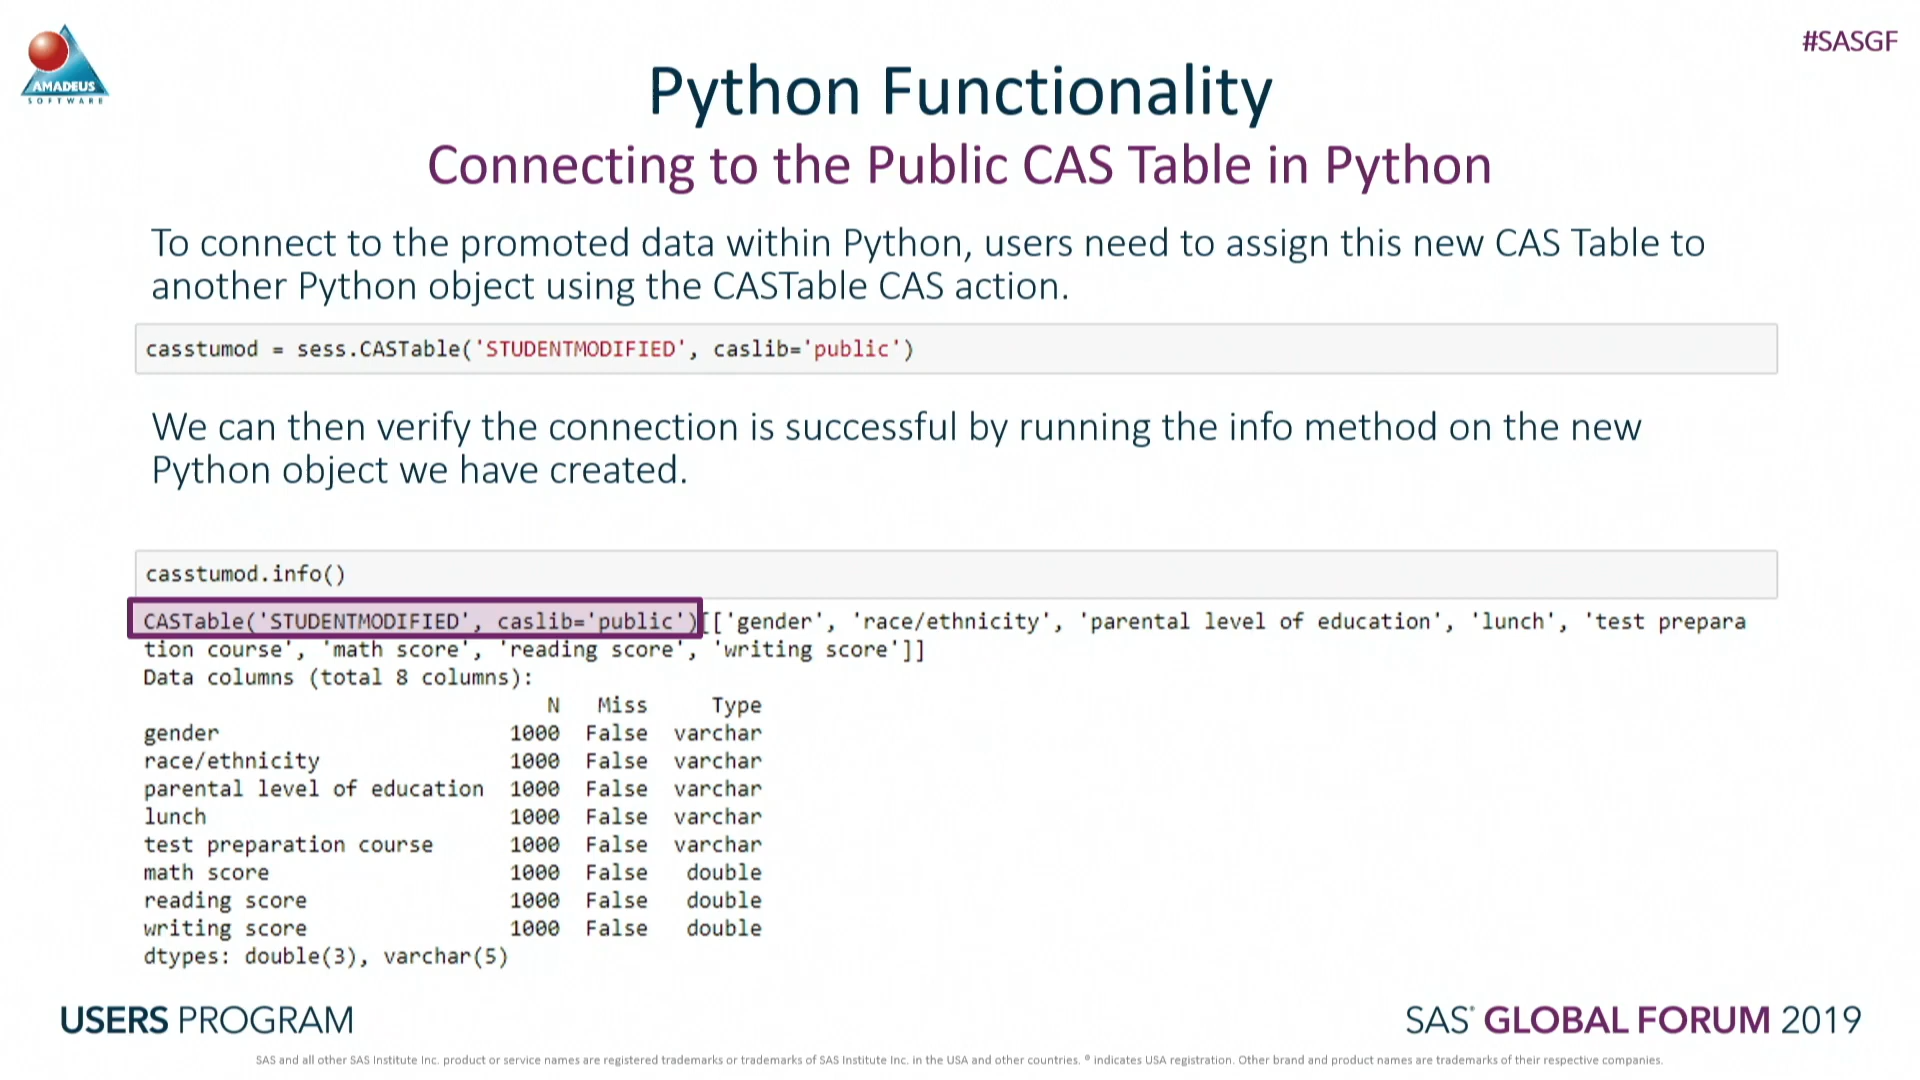 AMADEUS
SOFTWARE
#SASGF
Python Functionality
Connecting to the Public CAS Table in Python
To connect to the promoted data within Python, users need to assign this new CAS Table to
another Python object using the CASTable CAS action.
casstumod = sess.CASTable('STUDENTMODIFIED', caslib='public')
We can then verify the connection is successful by running the info method on the new
Python object we have created.
casstumod.info()
CASTable('STUDENTMODIFIED', caslib='public')[['gender', 'race/ethnicity', 'parental level of education', 'lunch', 'test prepara
tion course', 'math score', 'reading score', 'writing score']]
Data columns (total 8 columns):
N Miss Type
gender 1000 False varchar
race/ethnicity 1000 False varchar
parental level of education 1000 False varchar
lunch 1000 False varchar
test preparation course 1000 False varchar
math score 1000 False double
reading score 1000 False double
writing score 1000 False double
dtypes: double(3), varchar(5)
USERS PROGRAM
SAS® GLOBAL FORUM 2019
SAS and all other SAS Institute Inc. product or service names are registered trademarks or trademarks of SAS Institute Inc. in the USA and other countries. ® indicates USA registration. Other brand and product names are trademarks of their respective companies.